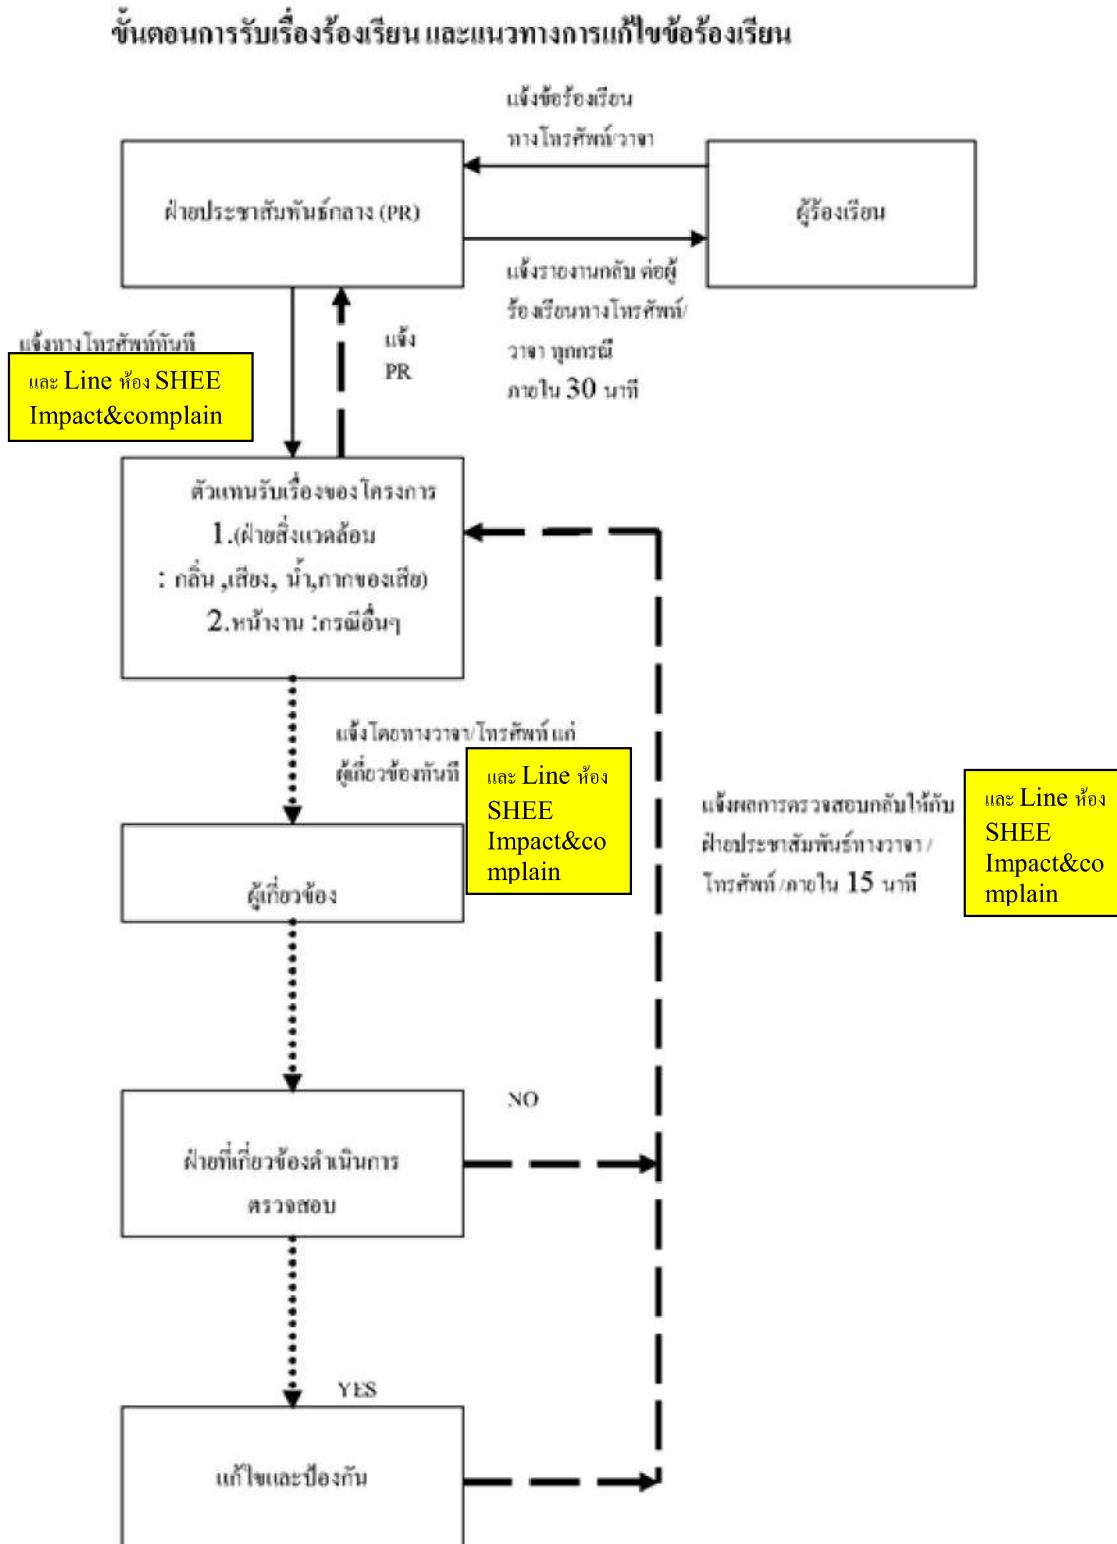 ขั้นตอนการรับเรื่องร้องเรียน และแนวทางการแก้ไขข้อร้องเรียน
แจ้งข้อร้องเรียน
ทางโทรศัพท์/วาจา
ฝ่ายประชาสัมพันธ์กลาง (PR)
ผู้ร้องเรียน
แจ้งรายงานกลับ ต่อผู้
ร้องเรียนทางโทรศัพท์/
วาจา ทุกกรณี
ภายใน 30 นาที
แจ้ง
PR
แจ้งทางโทรศัพท์ทันที
และ Line ห้อง SHEE
Impact&complain
ตัวแทนรับเรื่องของโครงการ
1.(ฝ่ายสิ่งแวดล้อม
: กลิ่น ,เสียง, น้ำ,กากของเสีย)
2.หน้างาน :กรณีอื่นๆ
แจ้งโดยทางวาจา/โทรศัพท์ แก่
ผู้เกี่ยวข้องทันที
และ Line ห้อง
SHEE
Impact&co
mplain
แจ้งผลการตรวจสอบกลับให้กับ
ฝ่ายประชาสัมพันธ์ทางวาจา /
โทรศัพท์ /ภายใน 15 นาที
และ Line ห้อง
SHEE
Impact&co
mplain
ผู้เกี่ยวข้อง
NO
ฝ่ายที่เกี่ยวข้องดำเนินการ
ตรวจสอบ
YES
แก้ไขและป้องกัน